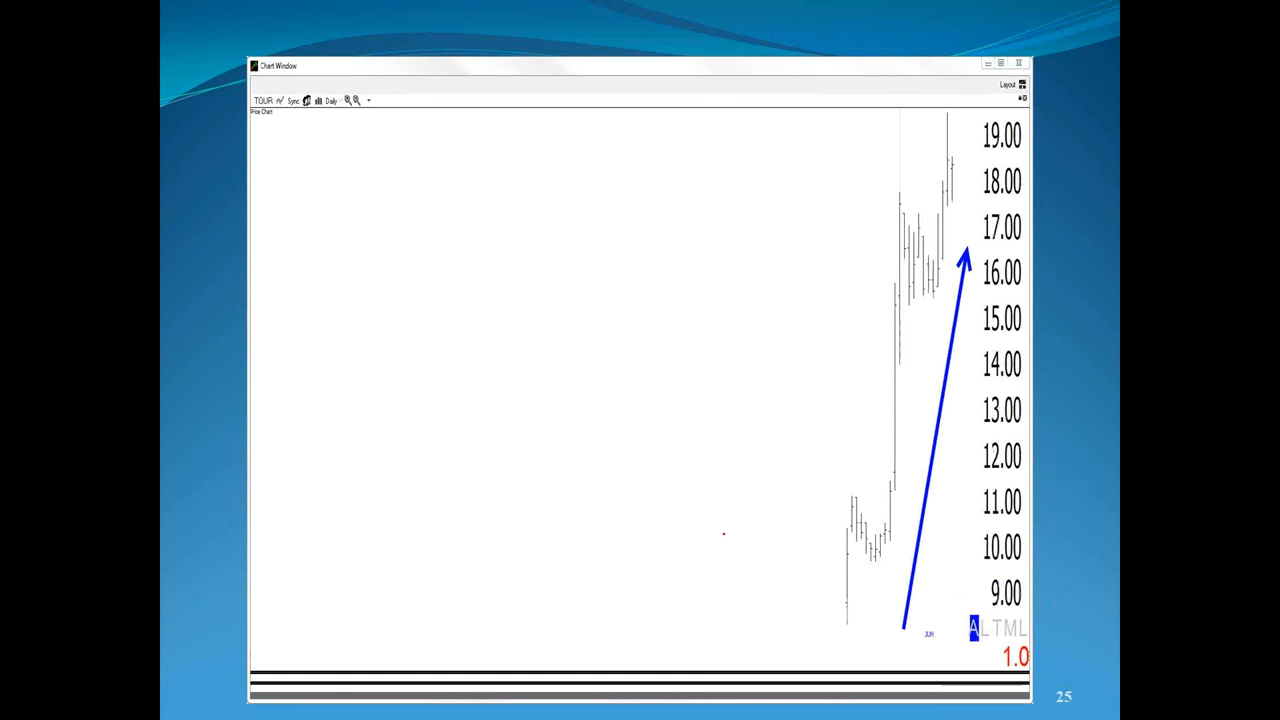 Chart Window
Layout
TOUR Sync Daily
Price Chart
19.00
18.00
17.00
16.00
15.00
14.00
13.00
12.00
11.00
10.00
9.00
JUN
A L T M L
1.0
25